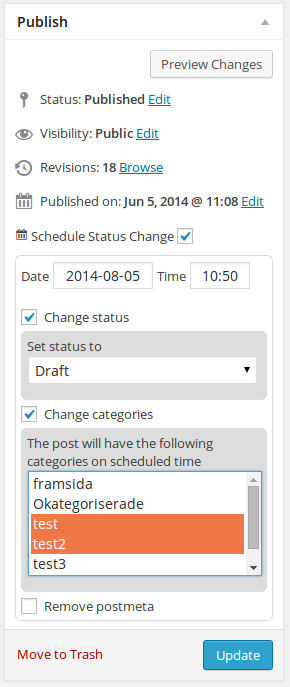 Publish
Preview Changes
Status: Published Edit
Visibility: Public Edit
Revisions: 18 Browse
Published on: Jun 5, 2014 @ 11:08 Edit
Schedule Status Change
Date 2014-08-05 Time 10:50
Change status
Set status to
Draft
Change categories
The post will have the following
categories on scheduled time
framsida
Okategoriserade
test
test2
test3
Remove postmeta
Move to Trash Update